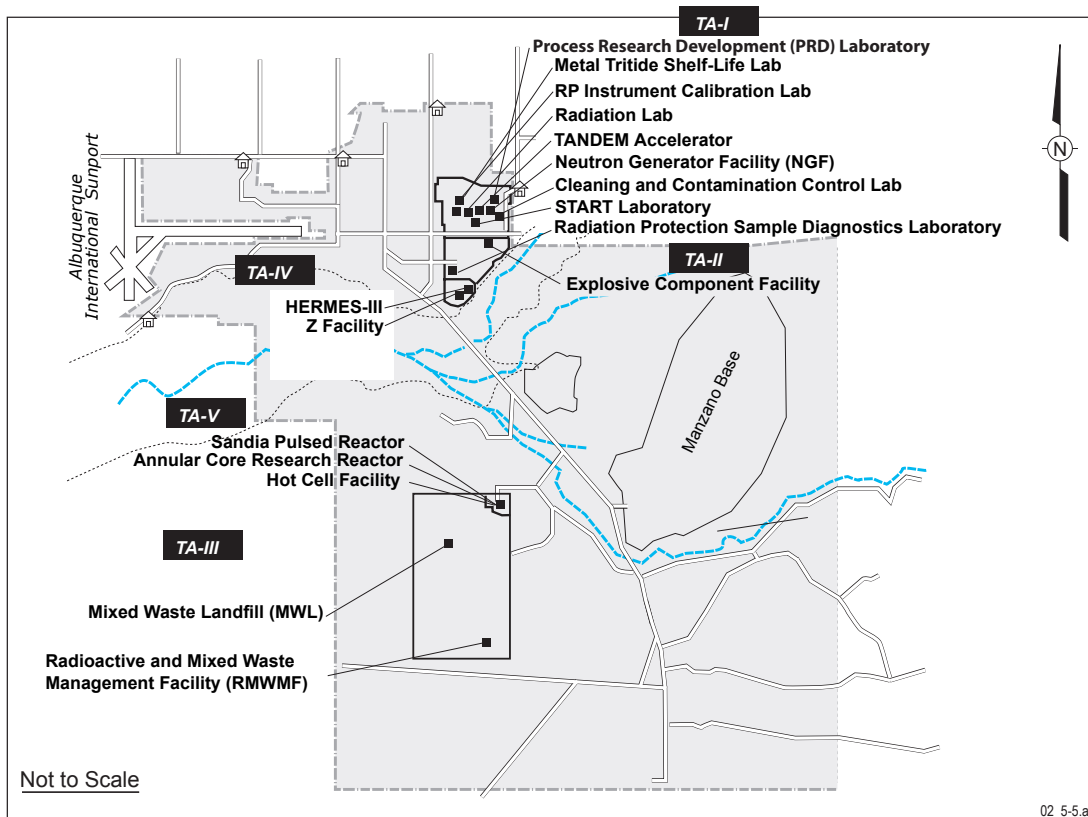 TA-I
Process Research Development (PRD) Laboratory
Metal Tritide Shelf-Life Lab
RP Instrument Calibration Lab
Radiation Lab
TANDEM Accelerator
Neutron Generator Facility (NGF)
Cleaning and Contamination Control Lab
START Laboratory
Radiation Protection Sample Diagnostics Laboratory
N
Albuquerque
International Sunport
TA-II
TA-IV
Explosive Component Facility
HERMES-III
Z Facility
Manzano Base
TA-V
Sandia Pulsed Reactor
Annular Core Research Reactor
Hot Cell Facility
TA-III
Mixed Waste Landfill (MWL)
Radioactive and Mixed Waste
Management Facility (RMWMF)
Not to Scale
02_5-5.a